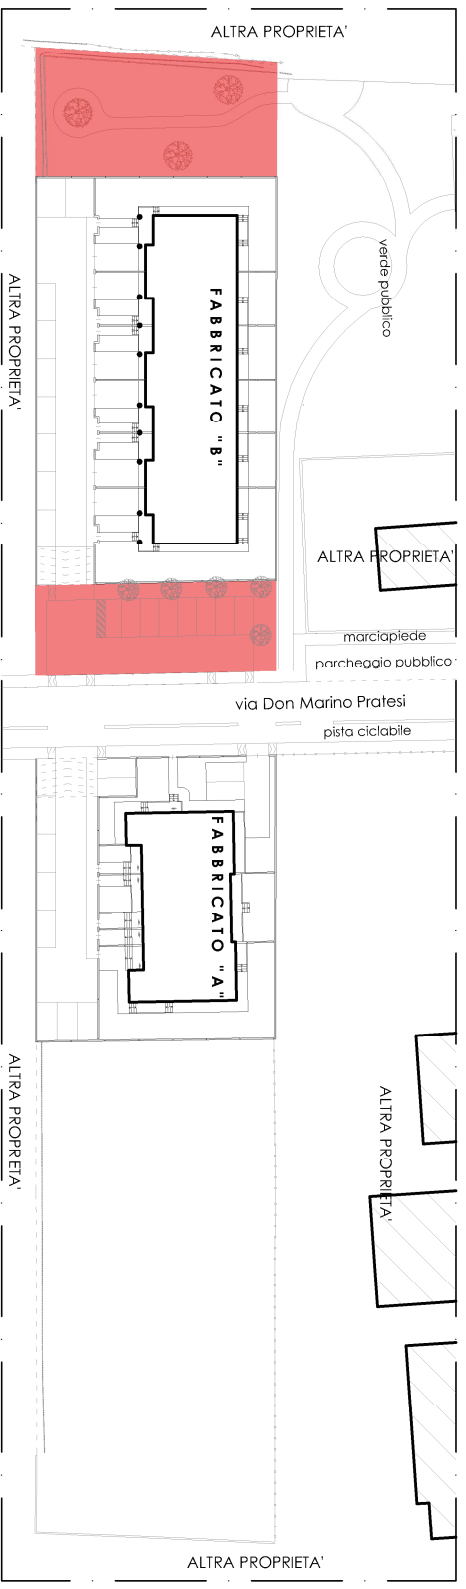 ALTRA PROPRIETA'
verde pubblico
ALTRA PROPRIETA'
FABBRICATO "B"
ALTRA PROPRIETA'
marciapiede
parcheggio pubblico
via Don Marino Pratesi
pista ciclabile
FABBRICATO "A"
ALTRA PROPRIETA'
ALTRA PROPRIETA'
ALTRA PROPRIETA'